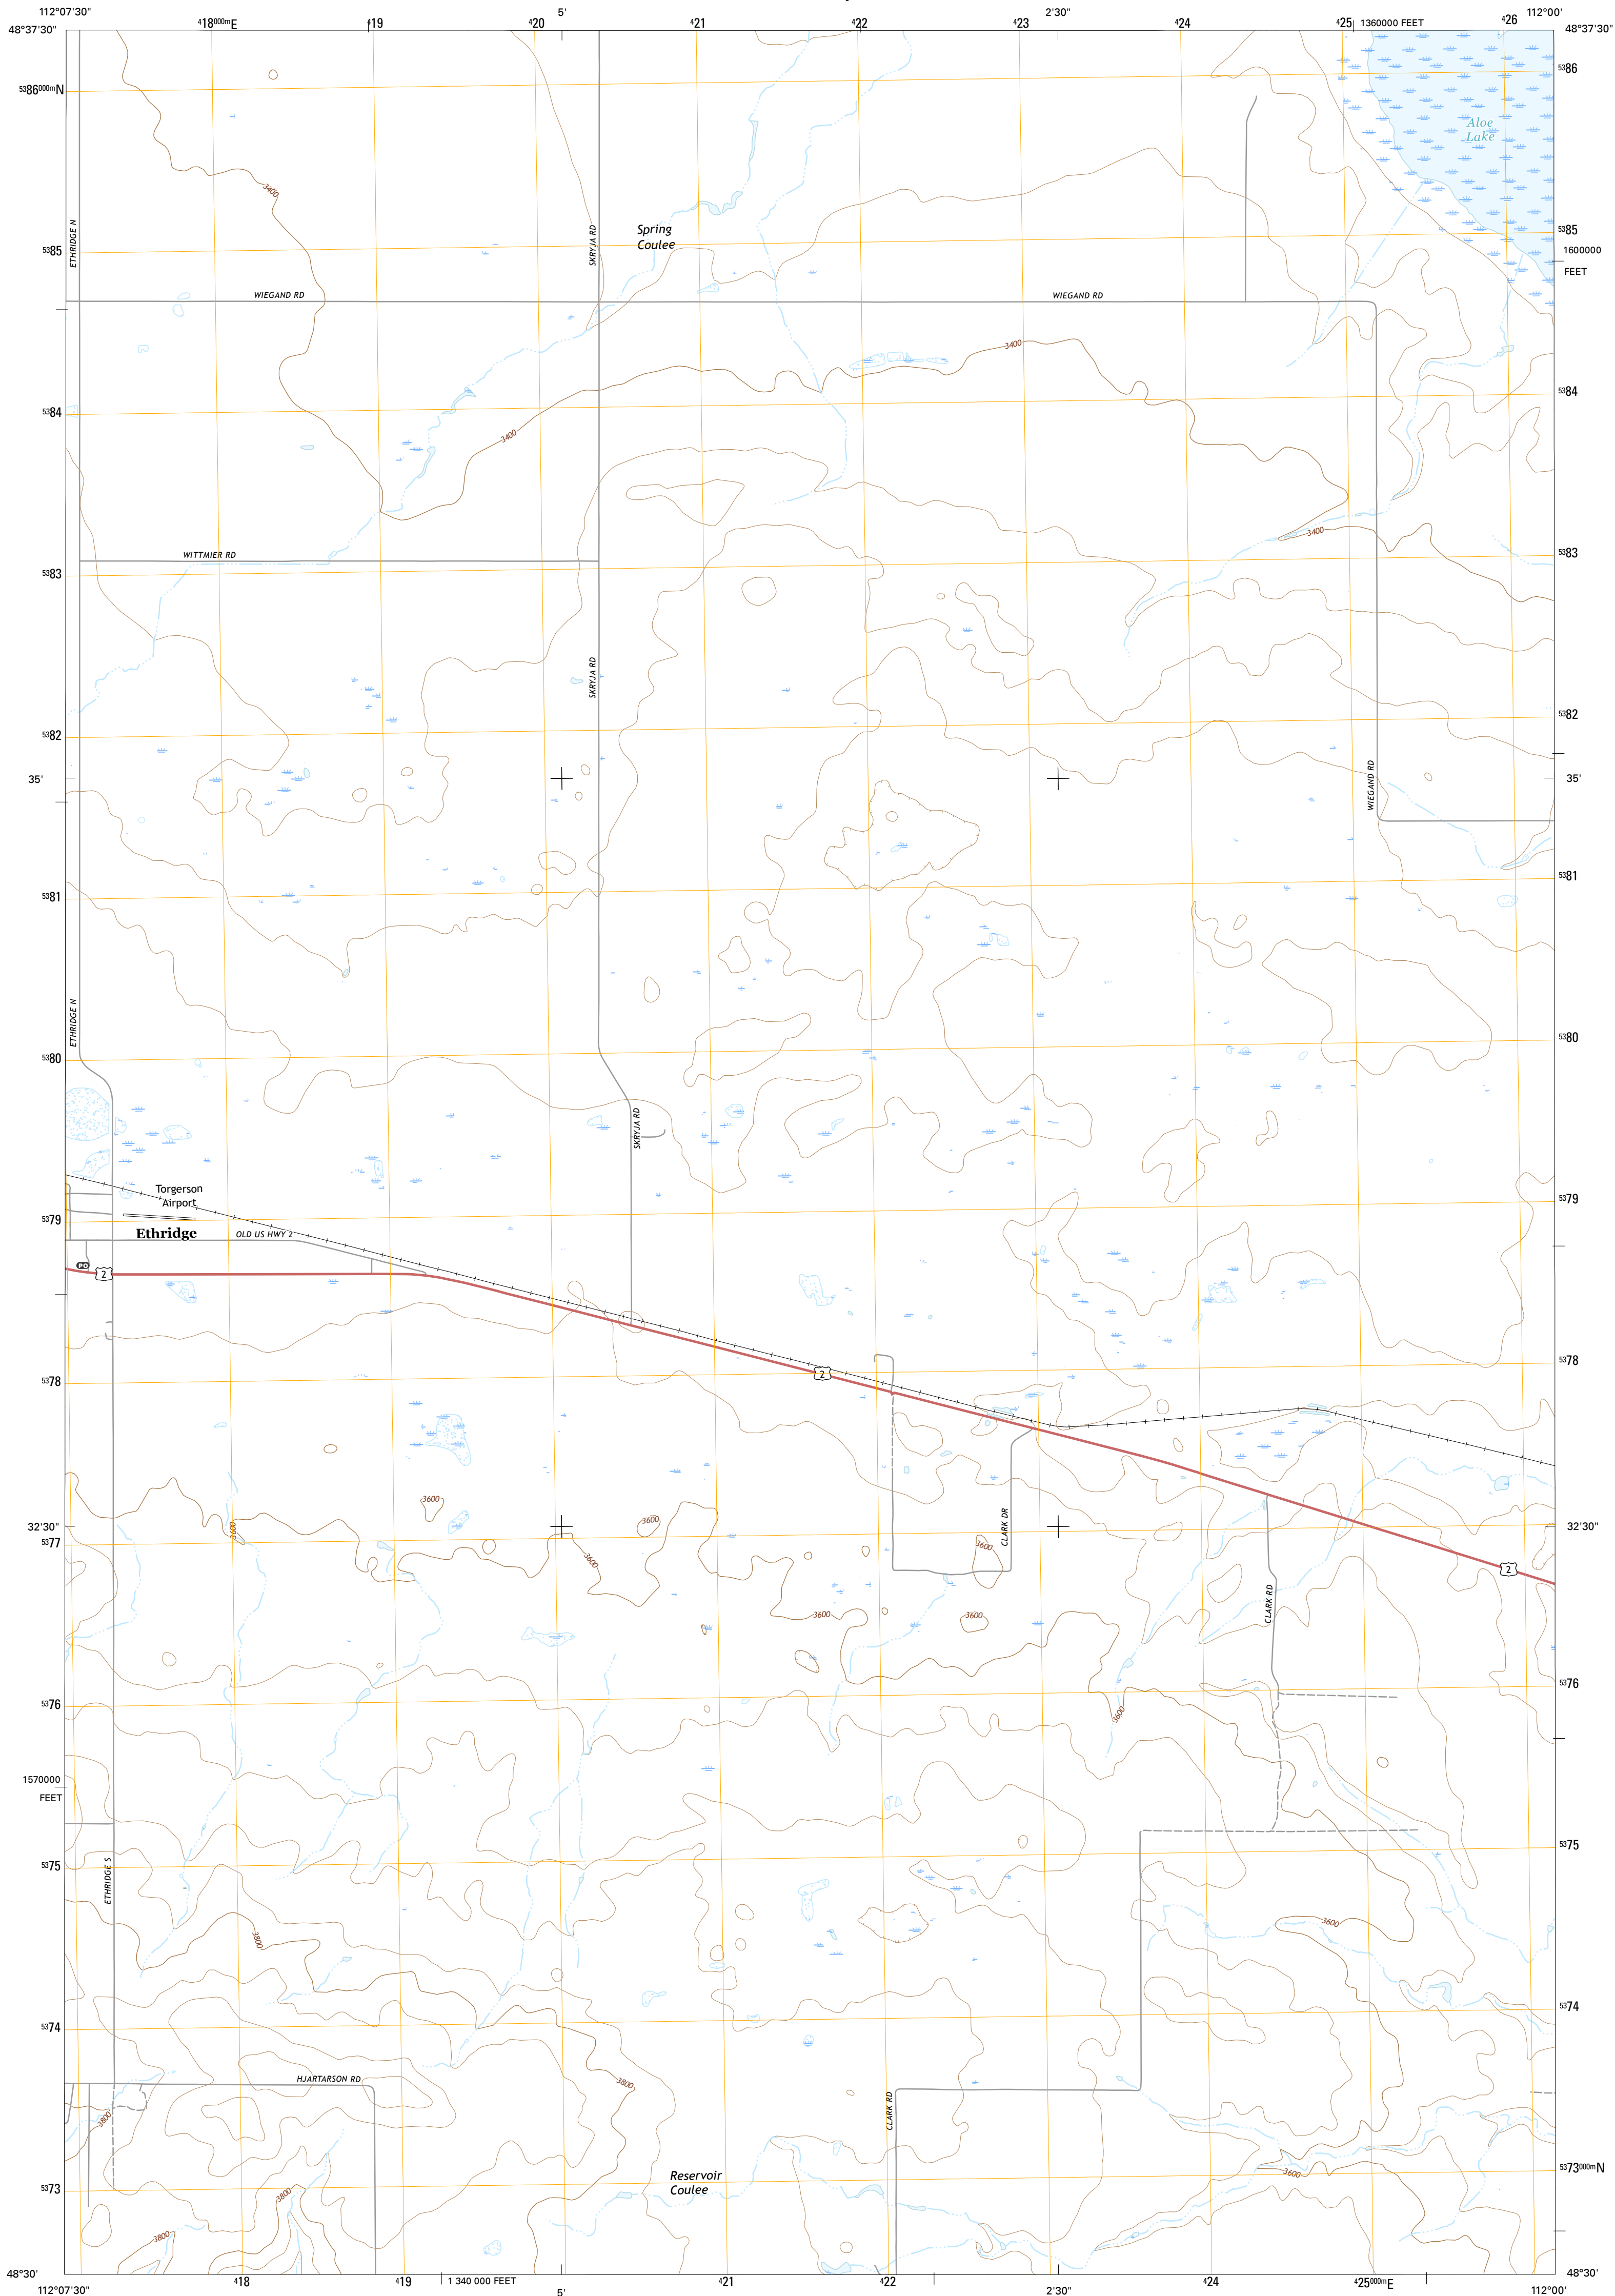 112°07'30"
418000mE
419
420
5'
421
422
423
2'30"
424
425
1360000 FEET
426
112°00'
48°37'30"
48°37'30"
5386000mN
5386
Aloe
Lake
3400
ETHRIDGE N
SKRYJA RD
Spring
Coulee
5385
5385
1600000
FEET
WIEGAND RD
WIEGAND RD
3400
5384
5384
3400
3400
WITTMIER RD
5383
5383
SKRYJA RD
5382
5382
35'
35'
WIEGAND RD
5381
5381
ETHRIDGE N
5380
5380
SKRYJA RD
Torgerson
Airport
5379
5379
Ethridge
OLD US HWY 2
PO
2
5378
5378
2
3600
3600
3600
3600
CLARK DR
3600
32'30"
32'30"
5377
5377
2
3600
3600
CLARK RD
5376
5376
3600
1570000
FEET
5375
5375
ETHRIDGE S
3800
3600
5374
5374
HJARTARSON RD
3800
3800
CLARK RD
Reservoir
Coulee
3600
5373
5373000mN
3800
3800
48°30'
48°30'
112°07'30"
418
419
1 340 000 FEET
5'
421
422
2'30"
424
425000mE
112°00'